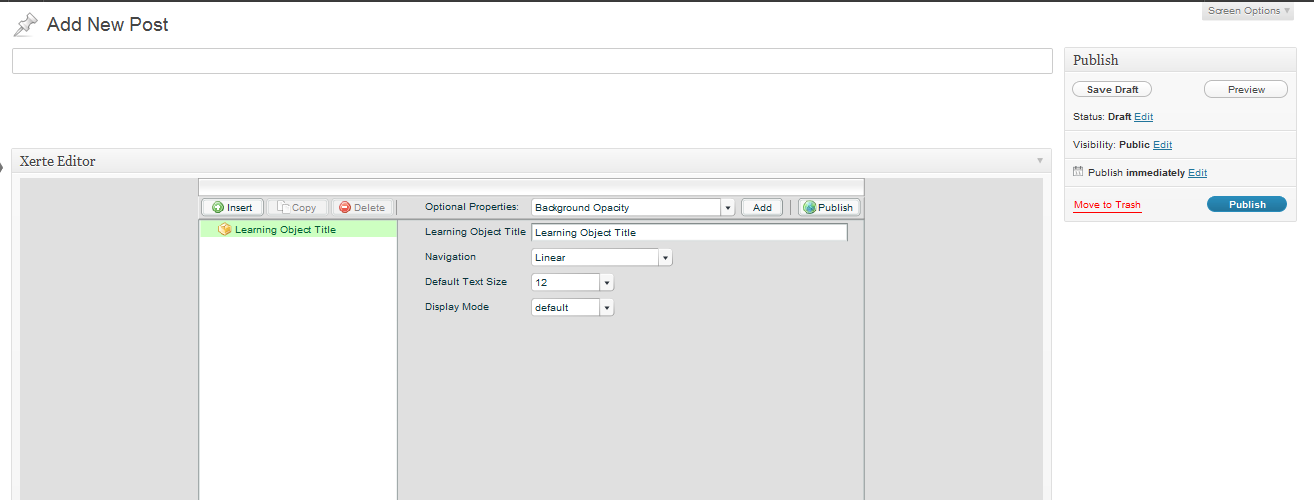 Screen Options
Add New Post
Publish
Save Draft Preview
Status: Draft Edit
Visibility: Public Edit
Publish immediately Edit
Move to Trash Publish
Xerte Editor
Insert Copy Delete Optional Properties: Background Opacity Add Publish
Learning Object Title
Learning Object Title Learning Object Title
Navigation Linear
Default Text Size 12
Display Mode default